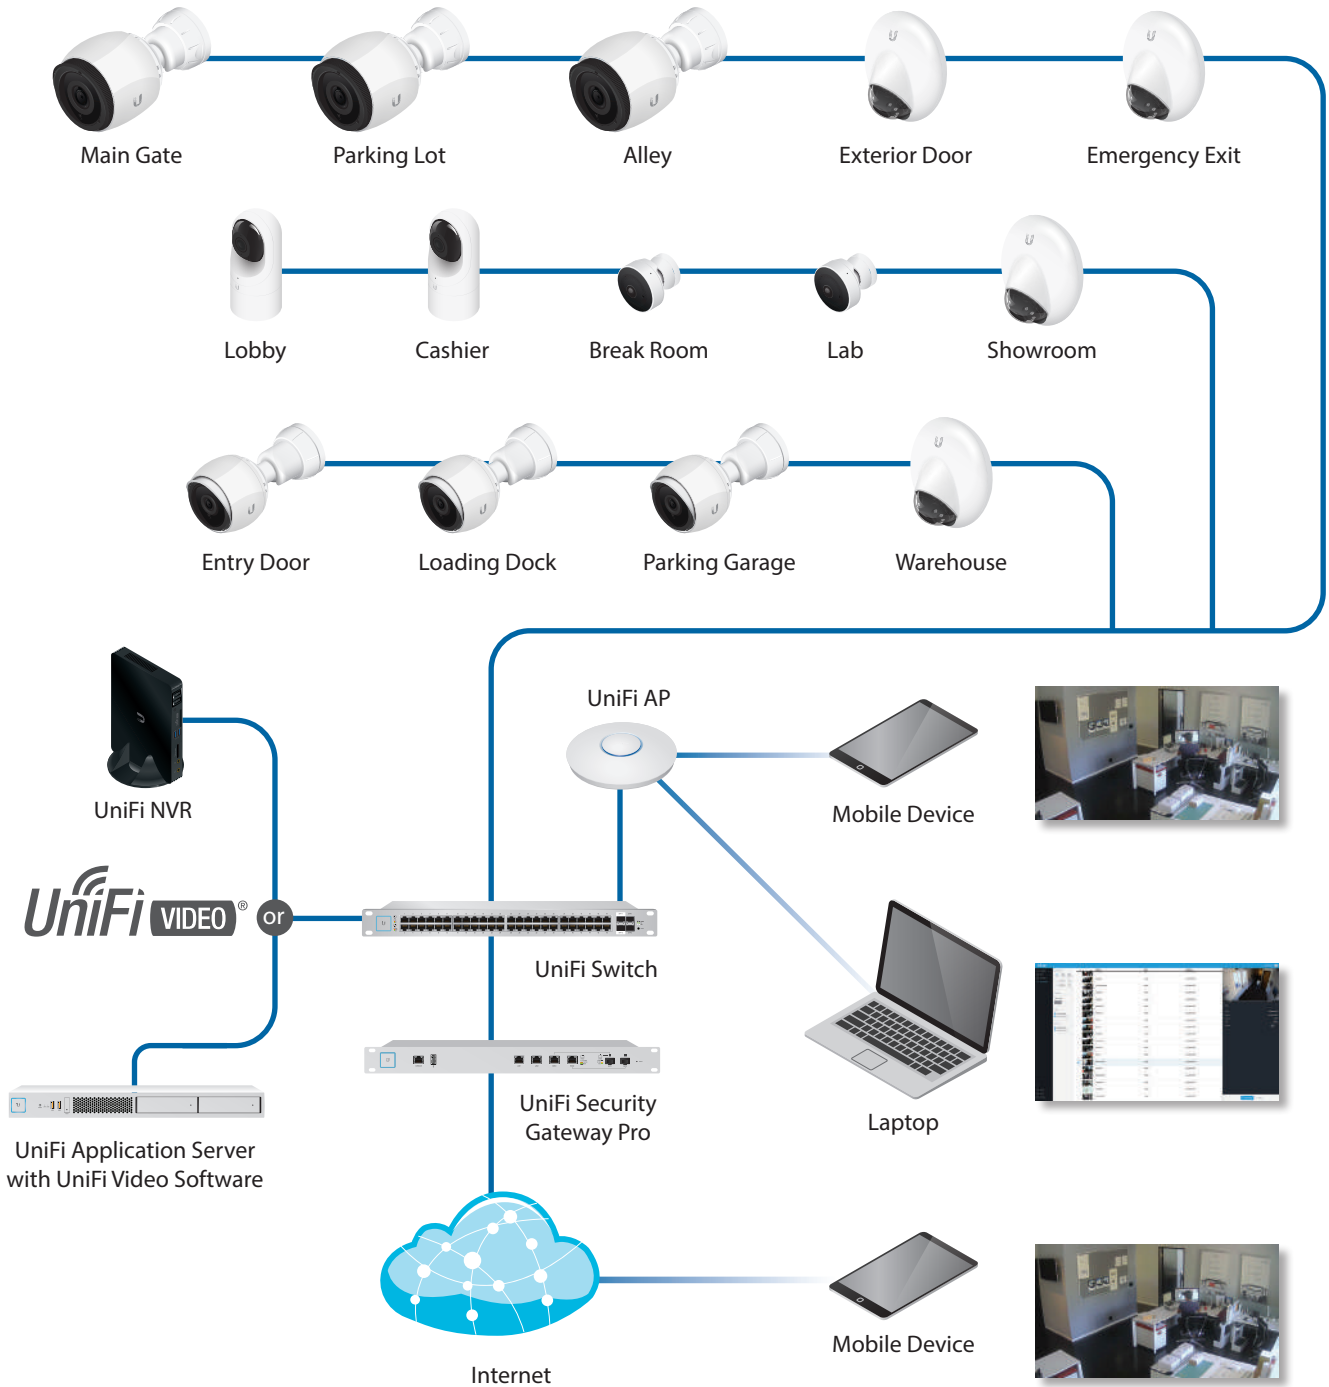 Main Gate
Parking Lot
Alley
Exterior Door
Emergency Exit
Lobby
Cashier
Break Room
Lab
Showroom
Entry Door
Loading Dock
Parking Garage
Warehouse
UniFi AP
UniFi NVR
Mobile Device
UniFi VIDEO®
or
UniFi Switch
UniFi Security
Gateway Pro
Laptop
UniFi Application Server
with UniFi Video Software
Mobile Device
Internet